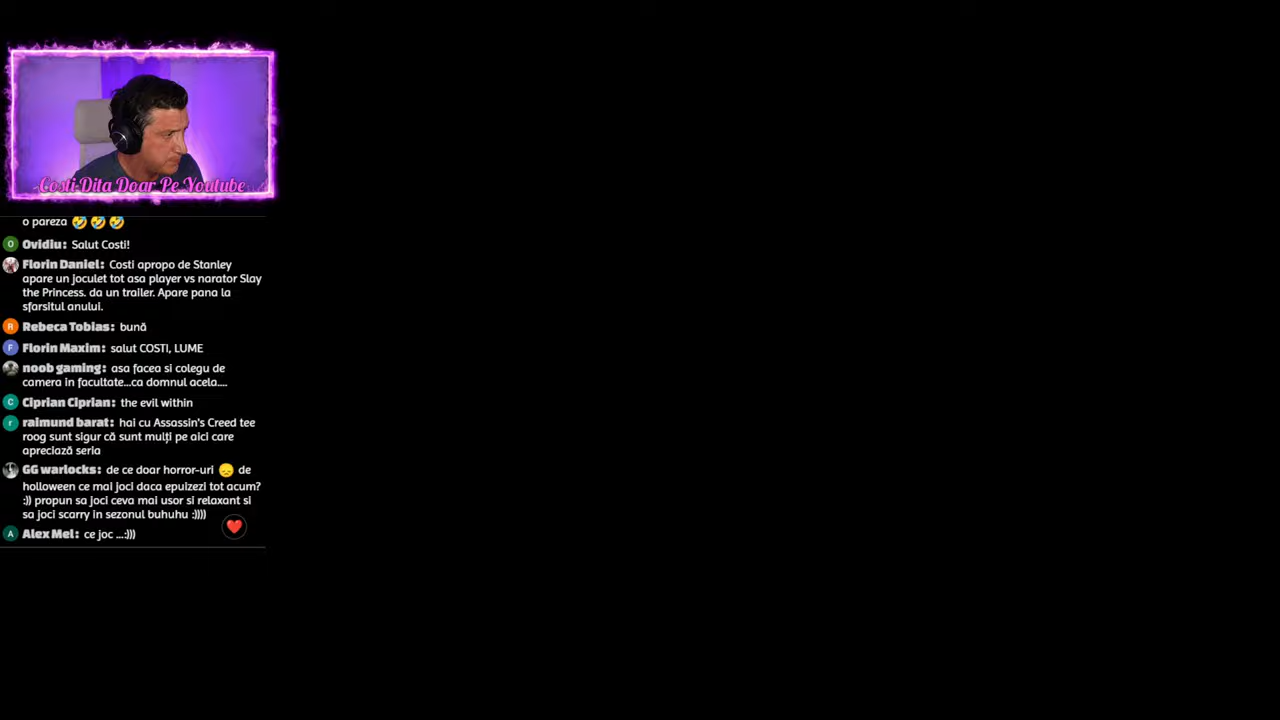 Costi Dita Doar Pe Youtube
o pareza 🤣 🤣 🤣
O Ovidiu: Salut Costi!
Florin Daniel: Costi apropo de Stanley
apare un joculet tot asa player vs narator Slay
the Princess. da un trailer. Apare pana la
sfarsitul anului.
R Rebeca Tobias: bună
F Florin Maxim: salut COSTI, LUME
noob gaming: asa facea si colegu de
camera in facultate...ca domnul acela....
C Ciprian Ciprian: the evil within
r raimund barat: hai cu Assassin's Creed tee
roog sunt sigur că sunt mulți pe aici care
apreciază seria
GG warlocks: de ce doar horror-uri 😞 de
holloween ce mai joci daca epuizezi tot acum?
:)) propun sa joci ceva mai usor si relaxant si
sa joci scarry in sezonul buhuhu :))))
A Alex Mel: ce joc ...:)))